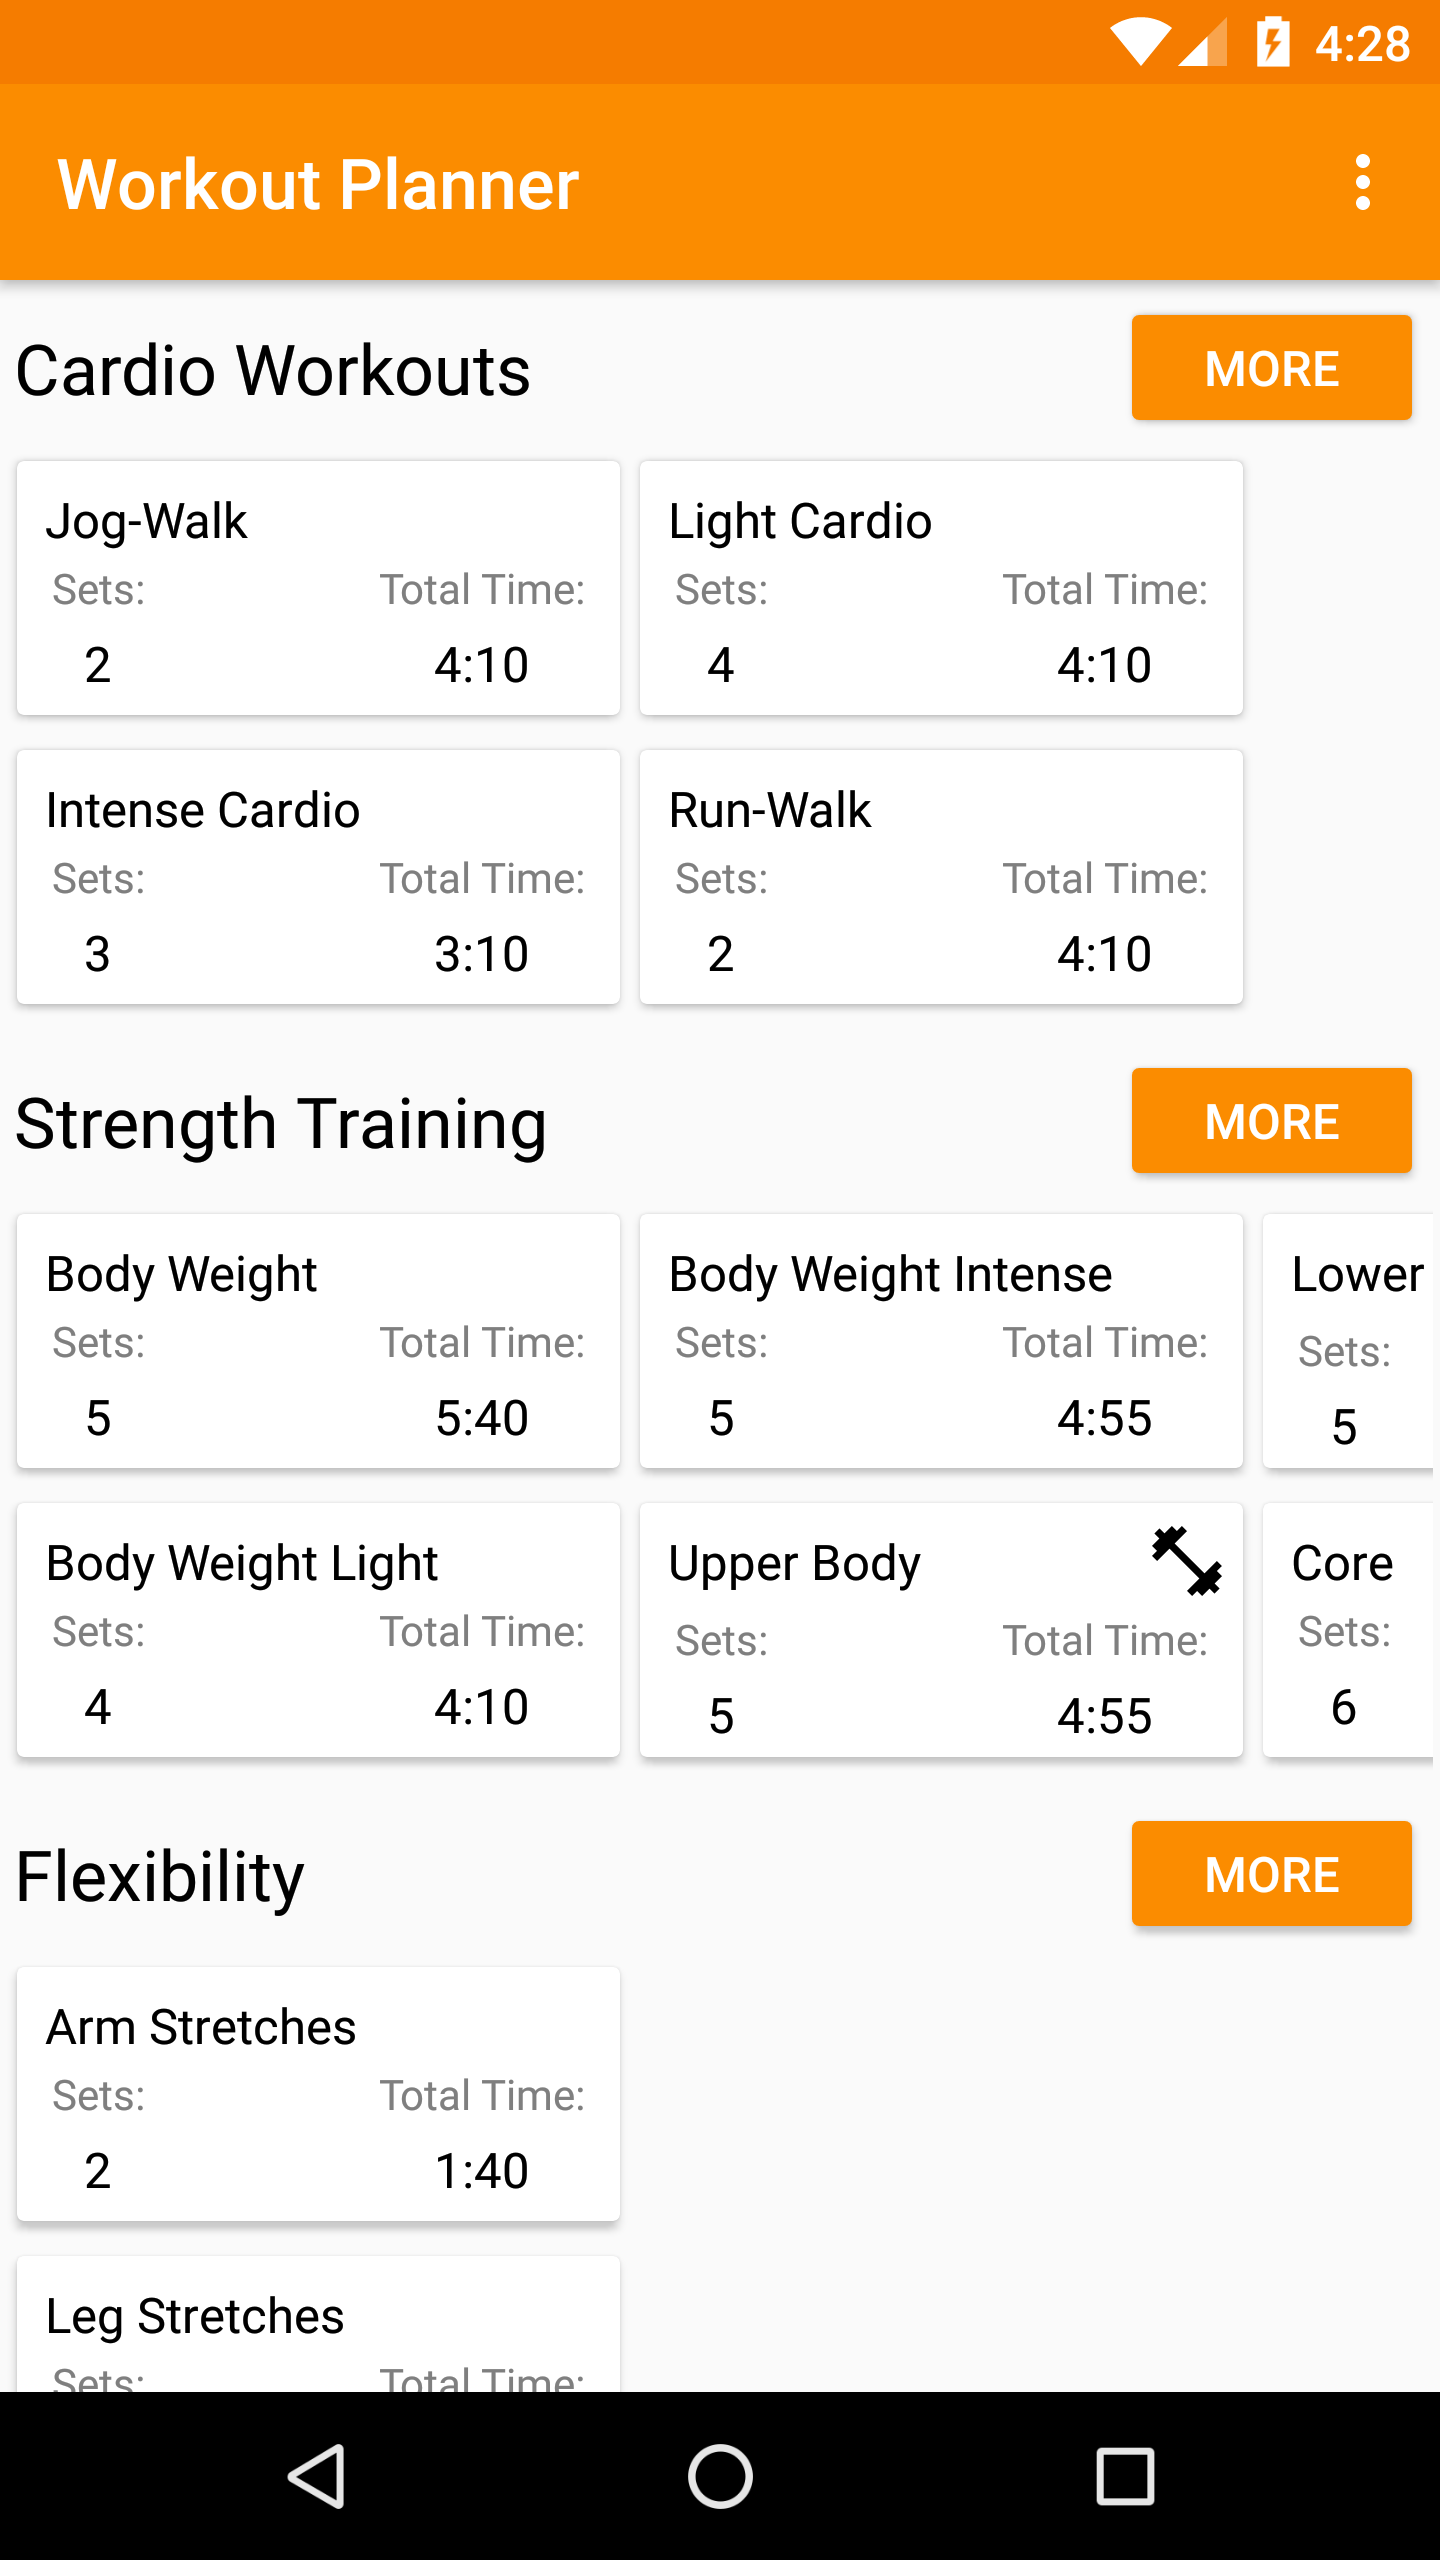 4:28
Workout Planner
Cardio Workouts
MORE
Jog-Walk
Sets: Total Time:
2 4:10
Light Cardio
Sets: Total Time:
4 4:10
Intense Cardio
Sets: Total Time:
3 3:10
Run-Walk
Sets: Total Time:
2 4:10
Strength Training
MORE
Body Weight
Sets: Total Time:
5 5:40
Body Weight Intense
Sets: Total Time:
5 4:55
Lower
Sets:
5
Body Weight Light
Sets: Total Time:
4 4:10
Upper Body
Sets: Total Time:
5 4:55
Core
Sets:
6
Flexibility
MORE
Arm Stretches
Sets: Total Time:
2 1:40
Leg Stretches
Sets: Total Time: